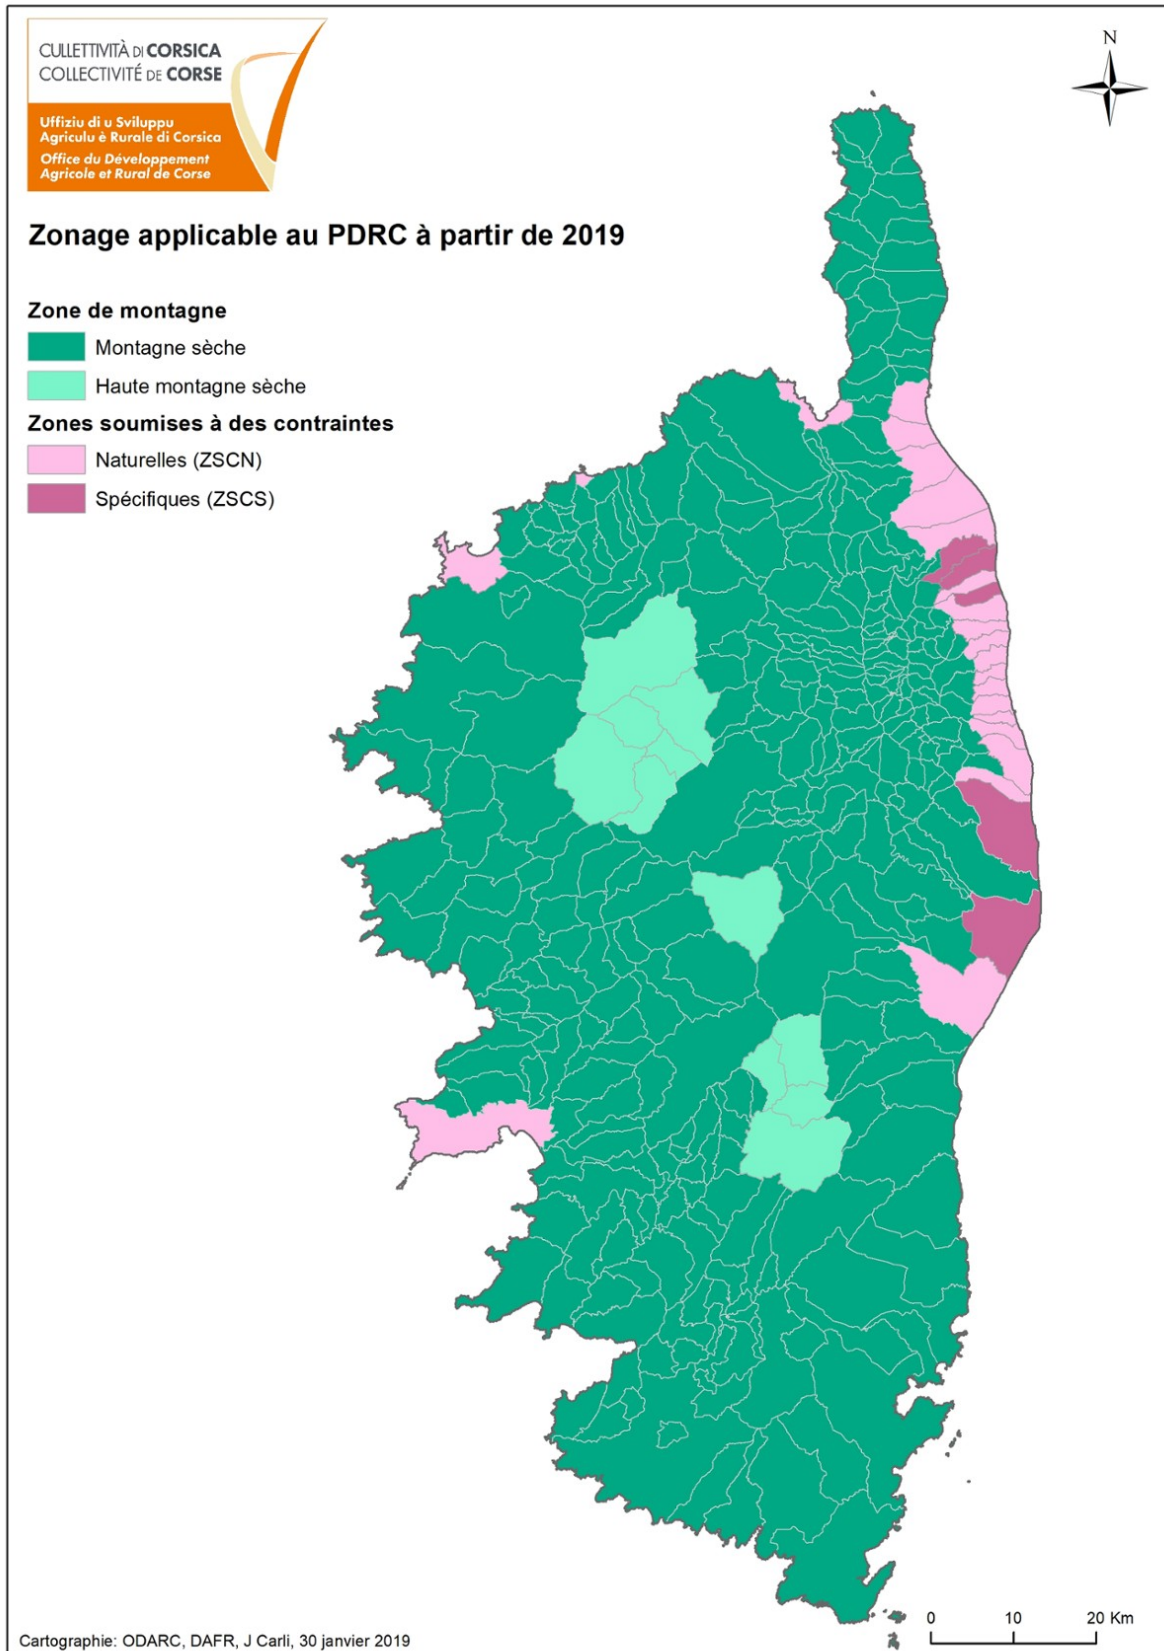 CULLETTIVITÀ DI CORSICA
COLLECTIVITÉ DE CORSE
Uffiziu di u Sviluppu
Agriculu è Rurale di Corsica
Office du Développement
Agricole et Rural de Corse
N
Zonage applicable au PDRC à partir de 2019
Zone de montagne
Montagne sèche
Haute montagne sèche
Zones soumises à des contraintes
Naturelles (ZSCN)
Spécifiques (ZSCS)
0 10 20 Km
Cartographie: ODARC, DAFR, J Carli, 30 janvier 2019